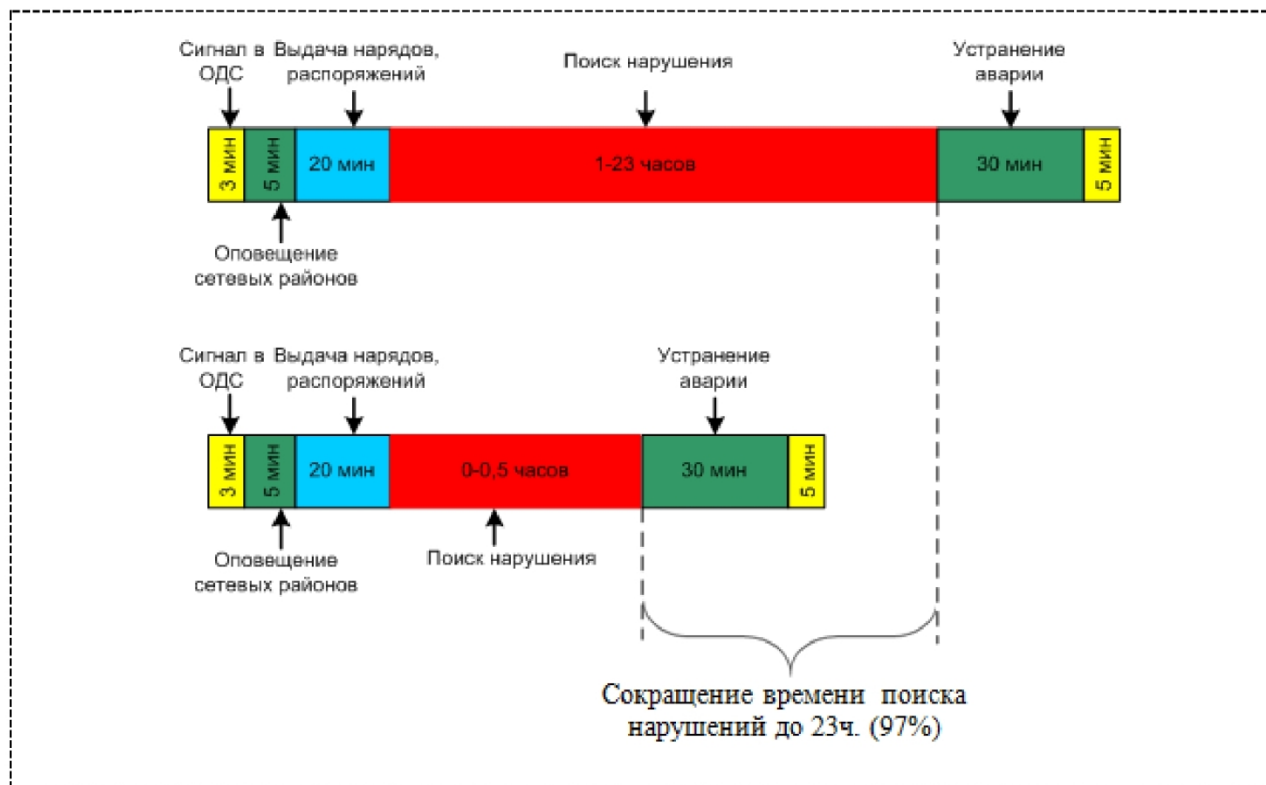 Сигнал в
ОДС
Выдача нарядов,
распоряжений
Поиск нарушения
Устранение
аварии
3 мин
5 мин
20 мин
1-23 часов
30 мин
5 мин
Оповещение
сетевых районов
Сигнал в
ОДС
Выдача нарядов,
распоряжений
Устранение
аварии
3 мин
5 мин
20 мин
0-0,5 часов
30 мин
5 мин
Оповещение
сетевых районов
Поиск нарушения
Сокращение времени поиска
нарушений до 23ч. (97%)